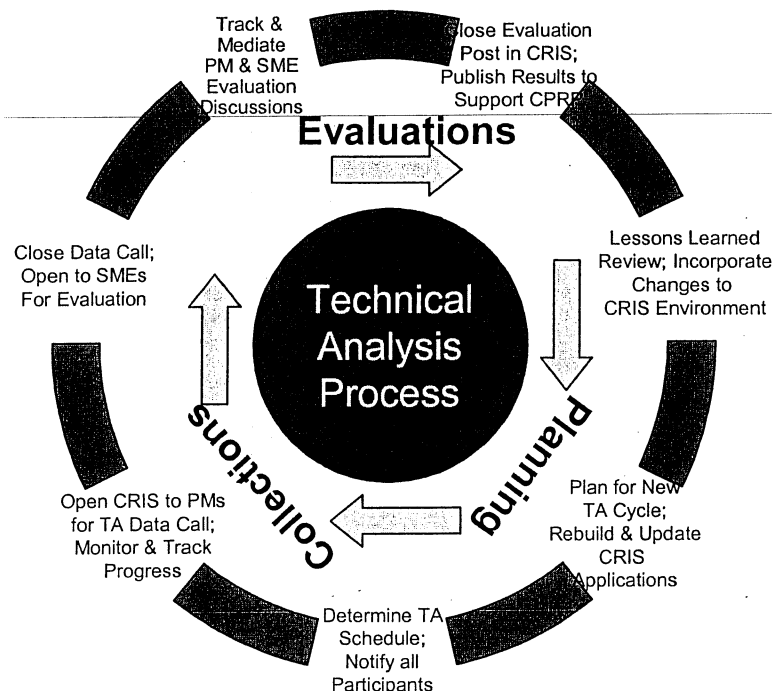 Track &
Mediate
PM & SME
Evaluation
Discussions
Close Evaluation
Post in CRIS;
Publish Results to
Support
Evaluations
Close Data Call;
Open to SMEs
For Evaluation
Lessons Learned
Review; Incorporate
Changes to
CRIS Environment
Technical
Analysis
Process
Collections
Planning
Open CRIS to PMs
for TA Data Call;
Monitor & Track
Progress
Plan for New
TA Cycle;
Rebuild & Update
CRIS
Applications
Determine TA
Schedule;
Notify all
Participants